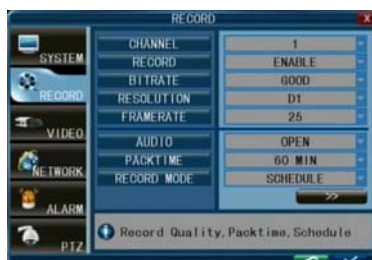 RECORD X
SYSTEM
RECORD
VIDEO
NETWORK
ALARM
PTZ
CHANNEL 1
RECORD ENABLE
BITRATE GOOD
RESOLUTION D1
FRAMERATE 25
AUDIO OPEN
PACKTIME 60 MIN
RECORD MODE SCHEDULE
>>
Record Quality, Packtime, Schedule